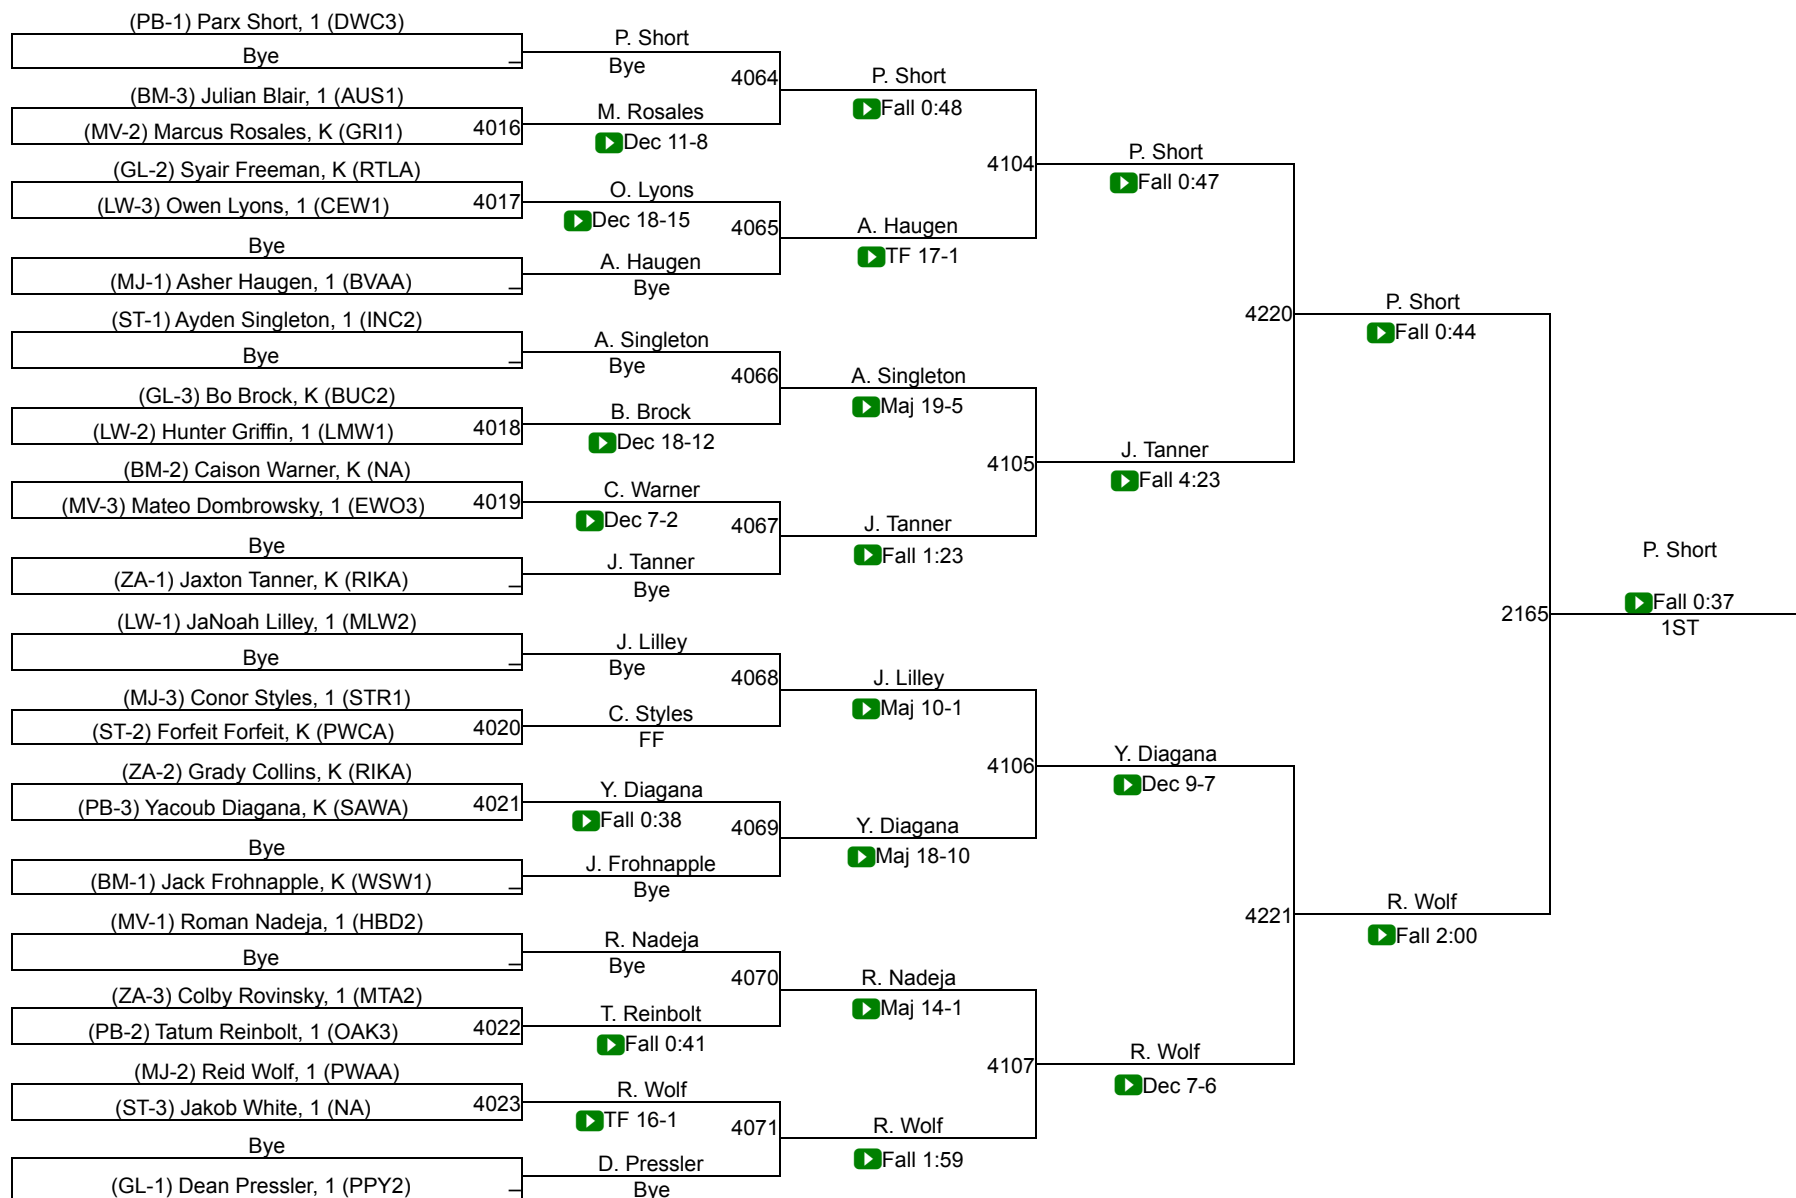 (PB-1) Parx Short, 1 (DWC3)
Bye
(BM-3) Julian Blair, 1 (AUS1)
(MV-2) Marcus Rosales, K (GRI1) 4016
(GL-2) Syair Freeman, K (RTLA)
(LW-3) Owen Lyons, 1 (CEW1) 4017
Bye
(MJ-1) Asher Haugen, 1 (BVAA)
(ST-1) Ayden Singleton, 1 (INC2)
Bye
(GL-3) Bo Brock, K (BUC2)
(LW-2) Hunter Griffin, 1 (LMW1) 4018
(BM-2) Caison Warner, K (NA)
(MV-3) Mateo Dombrowsky, 1 (EWO3) 4019
Bye
(ZA-1) Jaxton Tanner, K (RIKA)
(LW-1) JaNoah Lilley, 1 (MLW2)
Bye
(MJ-3) Conor Styles, 1 (STR1)
(ST-2) Forfeit Forfeit, K (PWCA) 4020
(ZA-2) Grady Collins, K (RIKA)
(PB-3) Yacoub Diagana, K (SAWA) 4021
Bye
(BM-1) Jack Frohnapple, K (WSW1)
(MV-1) Roman Nadeja, 1 (HBD2)
Bye
(ZA-3) Colby Rovinsky, 1 (MTA2)
(PB-2) Tatum Reinbolt, 1 (OAK3) 4022
(MJ-2) Reid Wolf, 1 (PWAA)
(ST-3) Jakob White, 1 (NA) 4023
Bye
(GL-1) Dean Pressler, 1 (PPY2)
P. Short
Bye
4064
M. Rosales
Dec 11-8
O. Lyons
Dec 18-15
4065
A. Haugen
Bye
A. Singleton
Bye
4066
B. Brock
Dec 18-12
C. Warner
Dec 7-2
4067
J. Tanner
Bye
J. Lilley
Bye
4068
C. Styles
FF
Y. Diagana
Fall 0:38
4069
J. Frohnapple
Bye
R. Nadeja
Bye
4070
T. Reinbolt
Fall 0:41
R. Wolf
TF 16-1
4071
D. Pressler
Bye
P. Short
Fall 0:48
4104
A. Haugen
TF 17-1
A. Singleton
Maj 19-5
4105
J. Tanner
Fall 1:23
J. Lilley
Maj 10-1
4106
Y. Diagana
Maj 18-10
R. Nadeja
Maj 14-1
4107
R. Wolf
Fall 1:59
P. Short
Fall 0:47
4220
J. Tanner
Fall 4:23
Y. Diagana
Dec 9-7
4221
R. Wolf
Dec 7-6
P. Short
Fall 0:44
2165
R. Wolf
Fall 2:00
P. Short
Fall 0:37
1ST